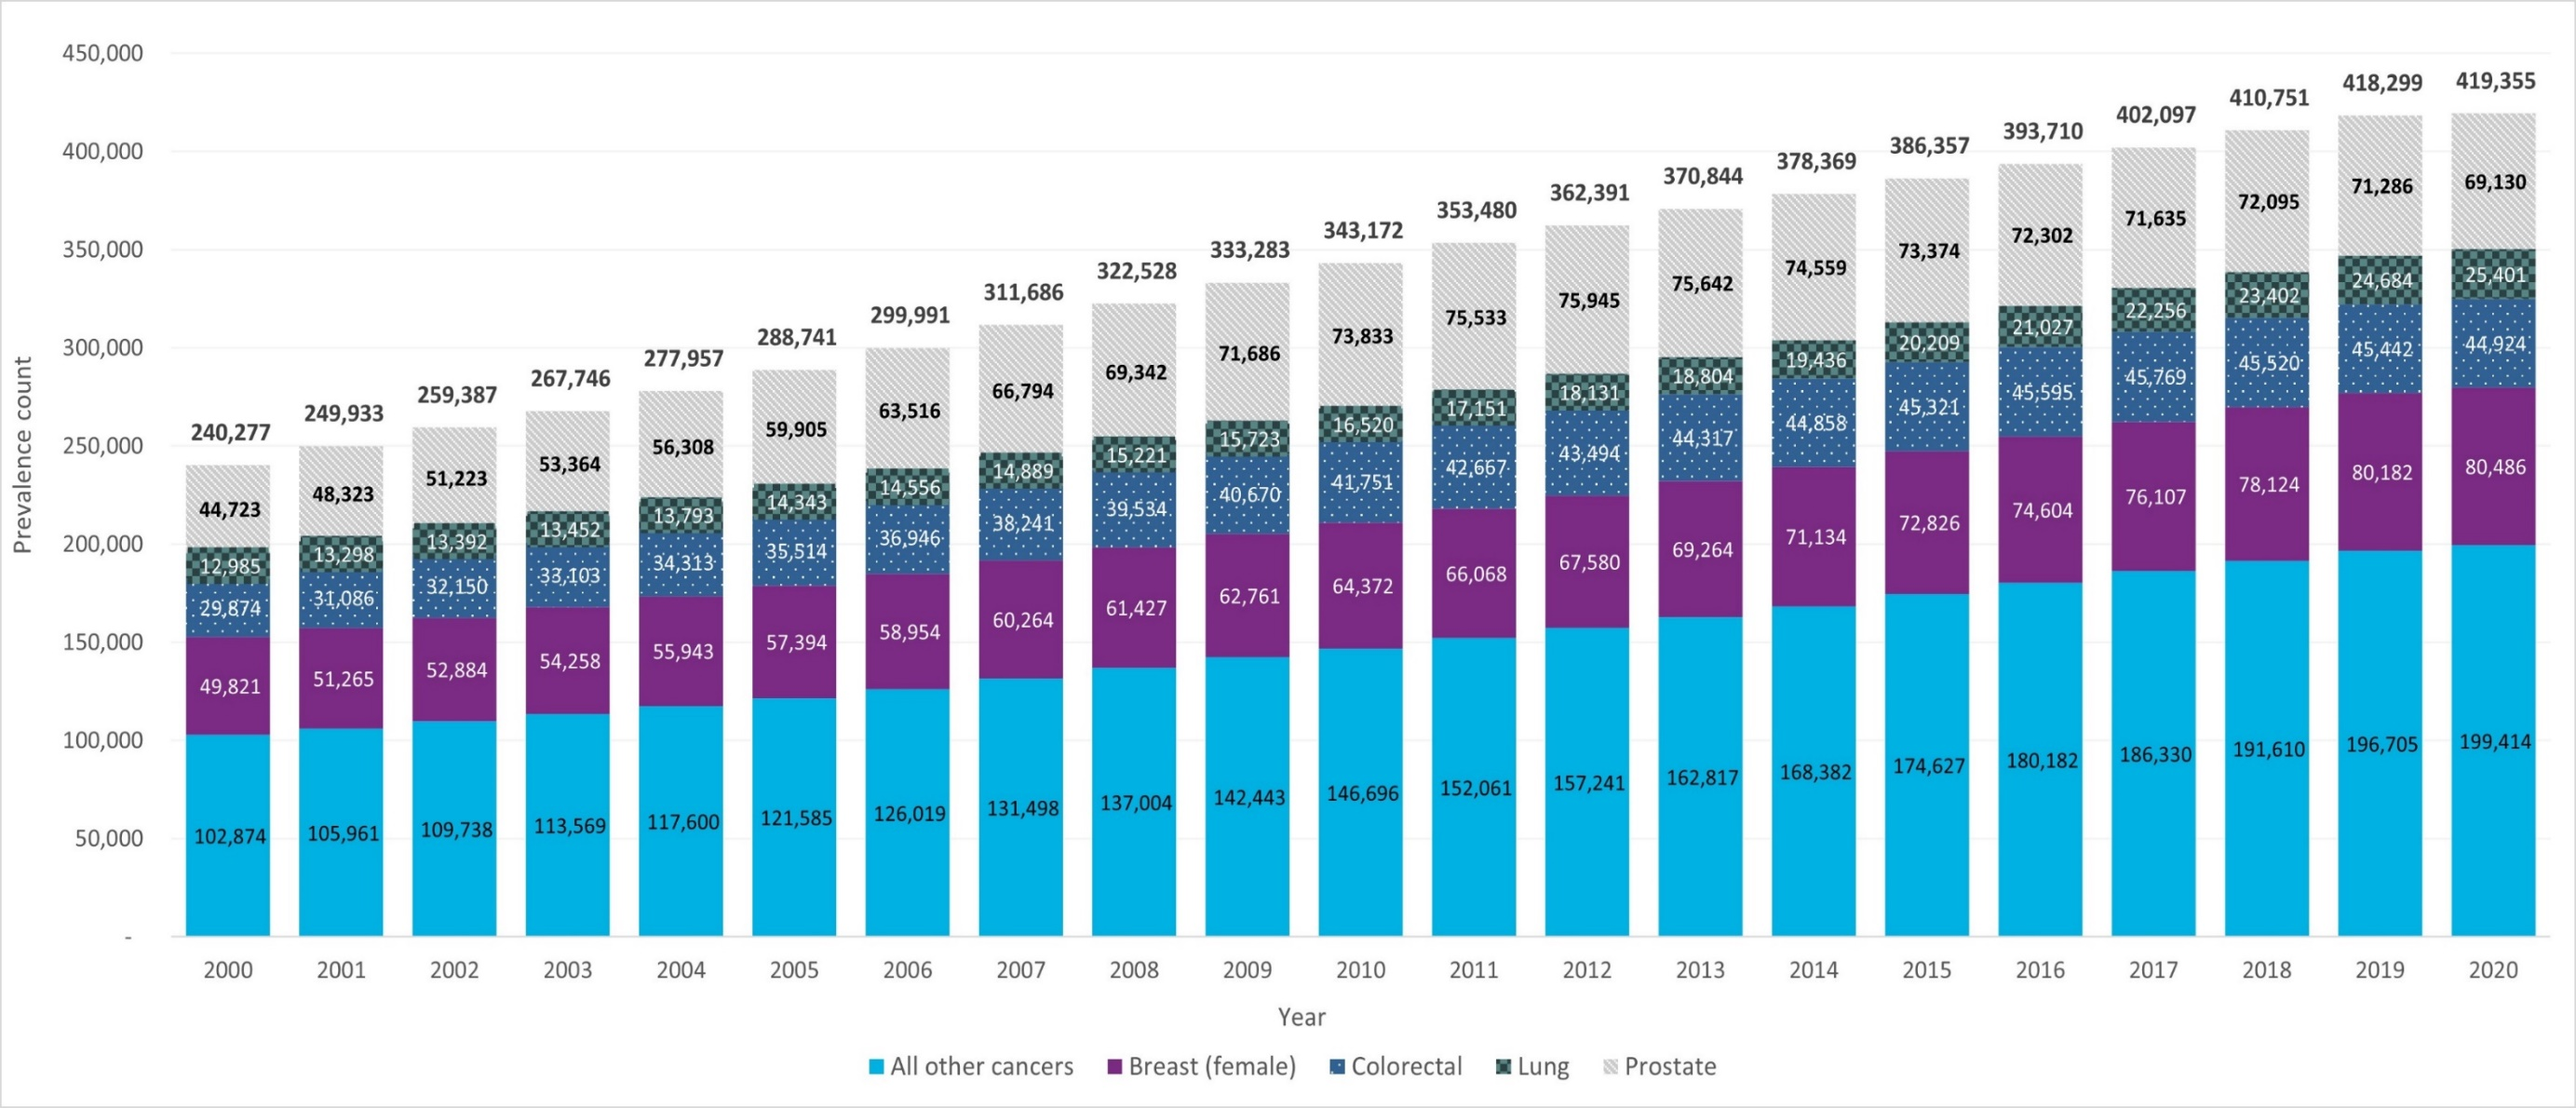 450,000
400,000
350,000
300,000
250,000
200,000
150,000
100,000
50,000
-
Prevalence count
240,277 249,933 259,387 267,746 277,957 288,741 299,991 311,686 322,528 333,283 343,172 353,480 362,391 370,844 378,369 386,357 393,710 402,097 410,751 418,299 419,355
44,723 48,323 51,223 53,364 56,308 59,905 63,516 66,794 69,342 71,686 73,833 75,533 75,945 75,642 74,559 73,374 72,302 71,635 72,095 71,286 69,130
12,985 13,298 13,392 13,452 13,793 14,343 14,556 14,889 15,221 15,723 16,520 17,151 18,131 18,804 19,436 20,209 21,027 22,256 23,402 24,684 25,401
29,874 31,086 32,150 33,103 34,313 35,514 36,946 38,241 39,534 40,670 41,751 42,667 43,494 44,317 44,858 45,321 45,595 45,769 45,520 45,442 44,924
49,821 51,265 52,884 54,258 55,943 57,394 58,954 60,264 61,427 62,761 64,372 66,068 67,580 69,264 71,134 72,826 74,604 76,107 78,124 80,182 80,486
102,874 105,961 109,738 113,569 117,600 121,585 126,019 131,498 137,004 142,443 146,696 152,061 157,241 162,817 168,382 174,627 180,182 186,330 191,610 196,705 199,414
2000 2001 2002 2003 2004 2005 2006 2007 2008 2009 2010 2011 2012 2013 2014 2015 2016 2017 2018 2019 2020
Year
All other cancers Breast (female) Colorectal Lung Prostate